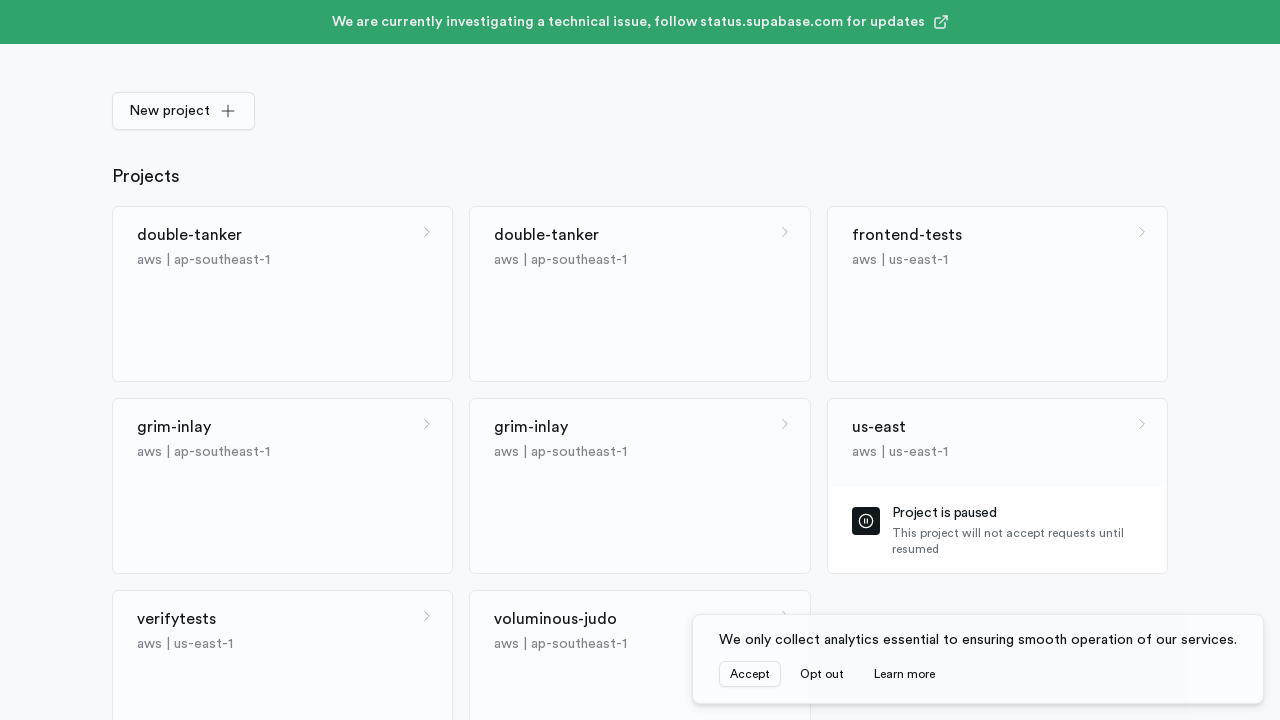 We are currently investigating a technical issue, follow status.supabase.com for updates
New project
Projects
double-tanker
aws | ap-southeast-1
double-tanker
aws | ap-southeast-1
frontend-tests
aws | us-east-1
grim-inlay
aws | ap-southeast-1
grim-inlay
aws | ap-southeast-1
us-east
aws | us-east-1
Project is paused
This project will not accept requests until
resumed
verifytests
aws | us-east-1
voluminous-judo
aws | ap-southeast-1
We only collect analytics essential to ensuring smooth operation of our services.
Accept
Opt out
Learn more